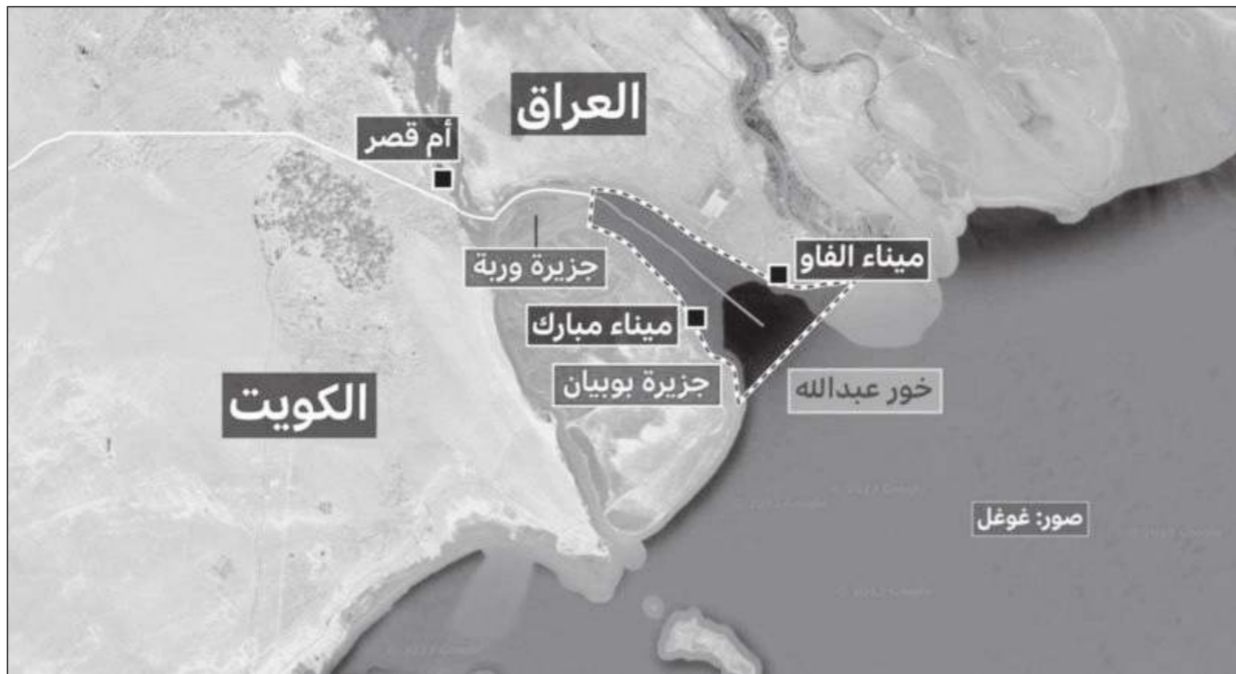 العراق
أم قصر
ميناء الفاو
جزيرة وربة
ميناء مبارك
جزيرة بوبيان
خور عبدالله
الكويت
صور: غوغل